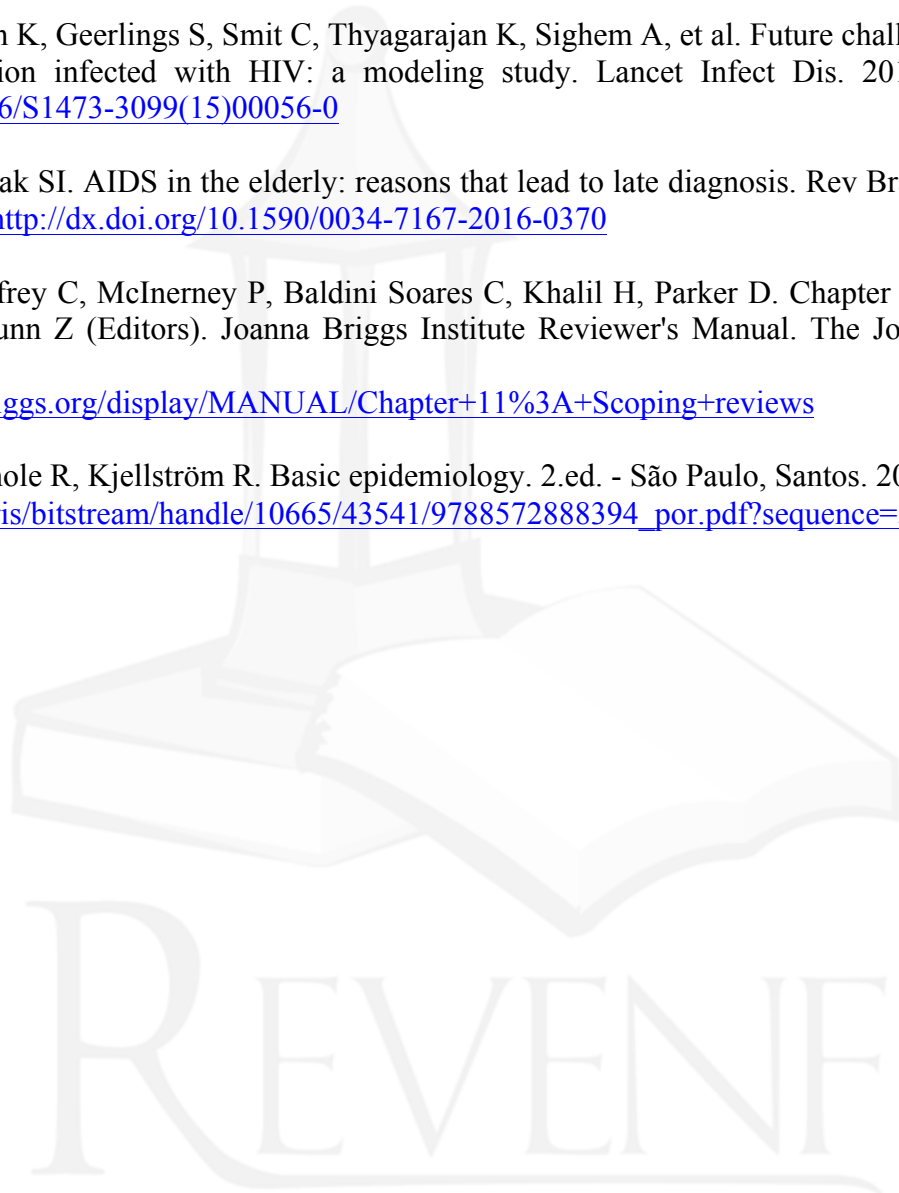 n K, Geerlings S, Smit C, Thyagarajan K, Sighem A, et al. Future chall
ion infected with HIV: a modeling study. Lancet Infect Dis. 201
6/S1473-3099(15)00056-0
ak SI. AIDS in the elderly: reasons that lead to late diagnosis. Rev Br
http://dx.doi.org/10.1590/0034-7167-2016-0370
frey C, McInerney P, Baldini Soares C, Khalil H, Parker D. Chapter
unn Z (Editors). Joanna Briggs Institute Reviewer's Manual. The Jo
ggs.org/display/MANUAL/Chapter+11%3A+Scoping+reviews
hole R, Kjellström R. Basic epidemiology. 2.ed. - São Paulo, Santos. 20
is/bitstream/handle/10665/43541/9788572888394_por.pdf?sequence=
REVENF